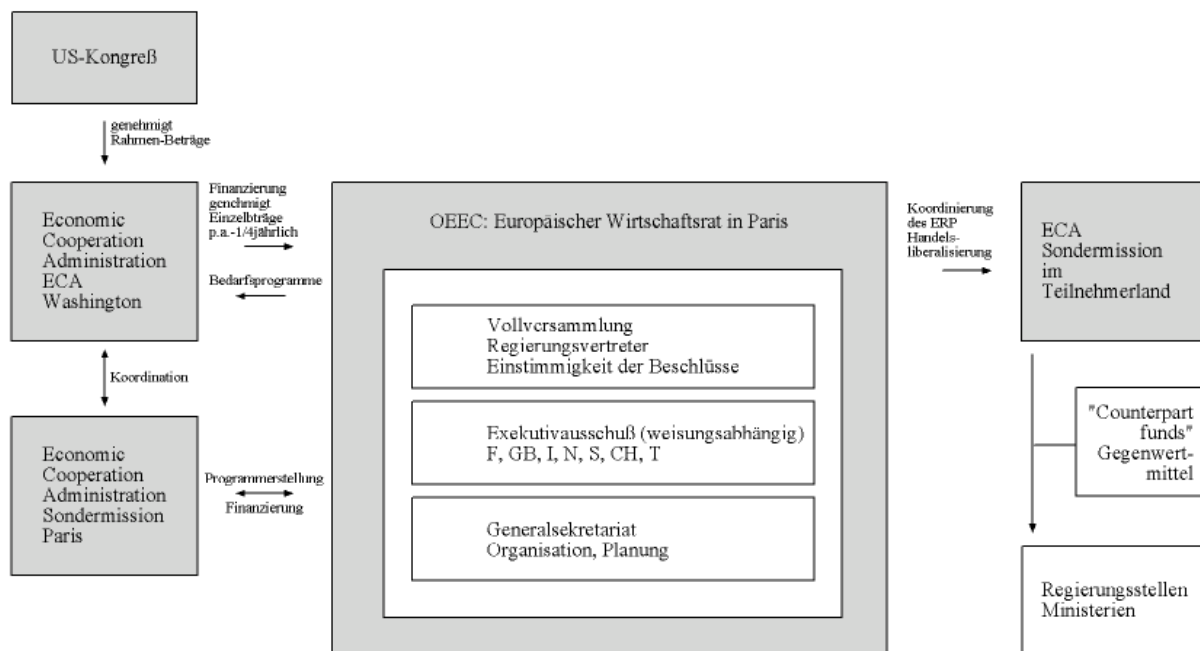 US-Kongreß
genehmigt
Rahmen-Beträge
Economic
Cooperation
Administration
ECA
Washington
Finanzierung
genehmigt
Einzelbträge
p.a.-1/4jährlich
Bedarfsprogramme
Koordination
Economic
Cooperation
Administration
Sondermission
Paris
Programmerstellung
Finanzierung
OEEC: Europäischer Wirtschaftsrat in Paris
Vollversammlung
Regierungsvertreter
Einstimmigkeit der Beschlüsse
Exekutivausschuß (weisungsabhängig)
F, GB, I, N, S, CH, T
Generalsekretariat
Organisation, Planung
Koordinierung
des ERP
Handels-
liberalisierung
ECA
Sondermission
im
Teilnehmerland
"Counterpart
funds"
Gegenwert-
mittel
Regierungsstellen
Ministerien